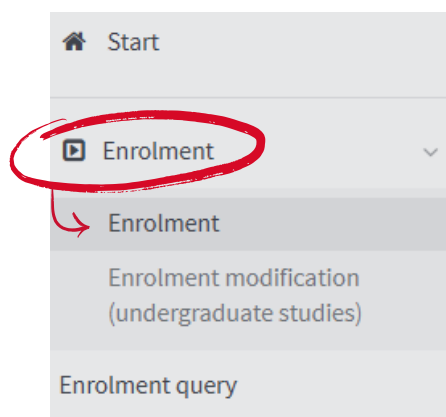 Start
Enrolment
Enrolment
Enrolment modification
(undergraduate studies)
Enrolment query